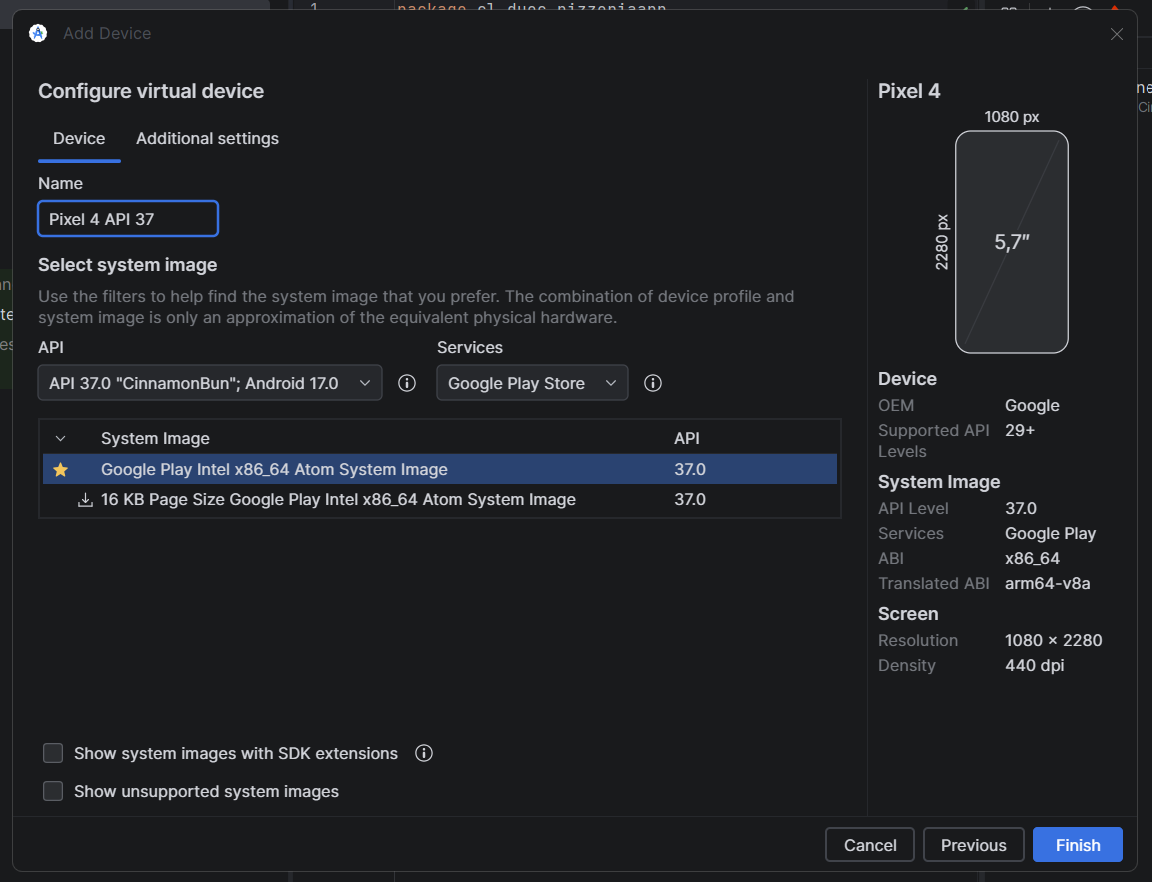 1 package cl.duoc.pizzeriaann
Add Device
Configure virtual device
Device Additional settings
Name
Pixel 4 API 37
Select system image
Use the filters to help find the system image that you prefer. The combination of device profile and
system image is only an approximation of the equivalent physical hardware.
API Services
API 37.0 "CinnamonBun"; Android 17.0 Google Play Store
System Image API
Google Play Intel x86_64 Atom System Image 37.0
16 KB Page Size Google Play Intel x86_64 Atom System Image 37.0
Show system images with SDK extensions
Show unsupported system images
Pixel 4
1080 px
2280 px
5,7″
Device
OEM Google
Supported API Levels 29+
System Image
API Level 37.0
Services Google Play
ABI x86_64
Translated ABI arm64-v8a
Screen
Resolution 1080 × 2280
Density 440 dpi
Cancel Previous Finish